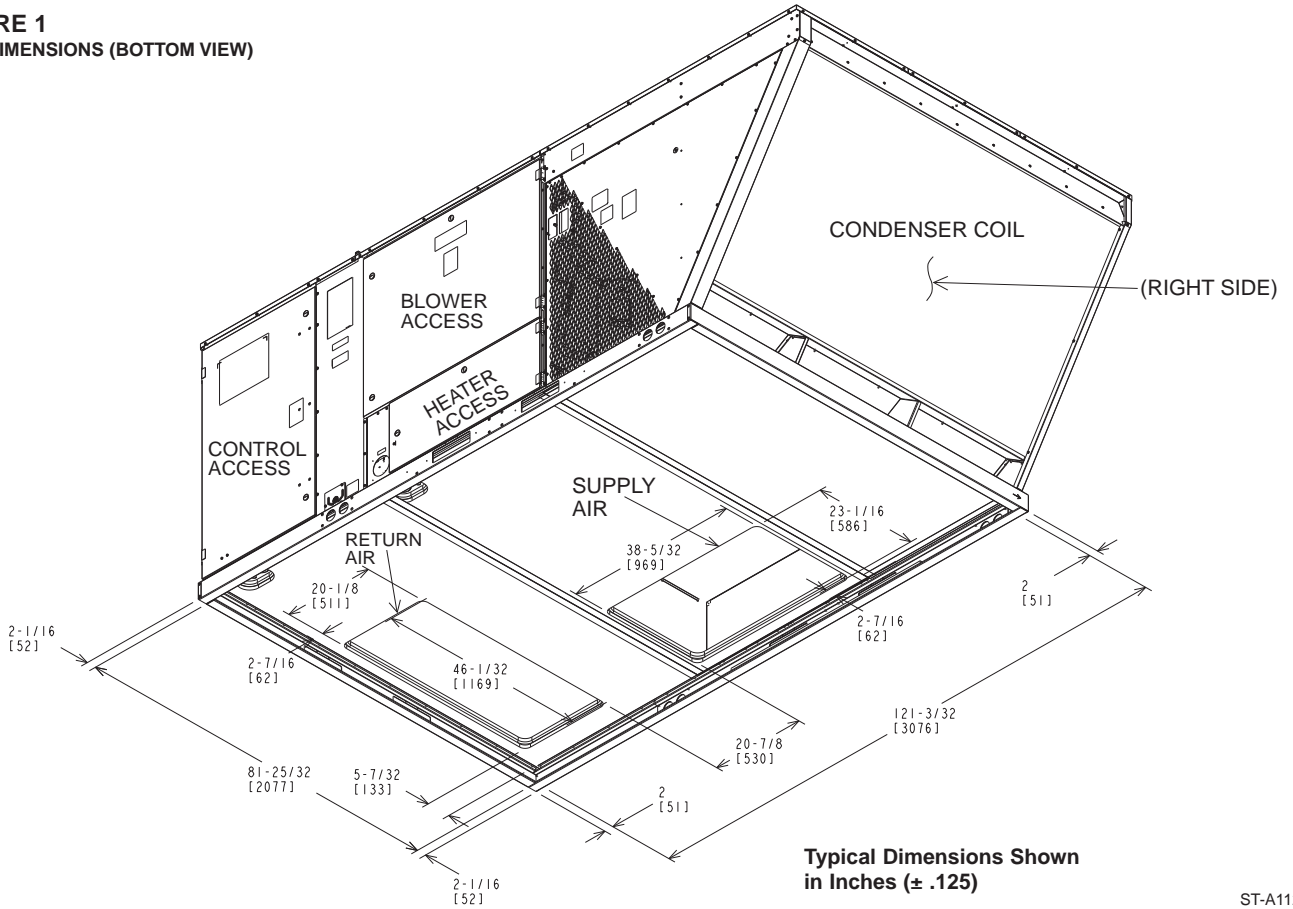 RE 1
DIMENSIONS (BOTTOM VIEW)
CONDENSER COIL
(RIGHT SIDE)
BLOWER
ACCESS
HEATER
ACCESS
CONTROL
ACCESS
SUPPLY
AIR
23-1/16
[586]
38-5/32
[969]
RETURN
AIR
20-1/8
[511]
2
[51]
2-7/16
[62]
2-1/16
[52]
2-7/16
[62]
46-1/32
[1169]
121-3/32
[3076]
20-7/8
[530]
81-25/32
[2077]
5-7/32
[133]
2
[51]
2-1/16
[52]
Typical Dimensions Shown
in Inches (± .125)
ST-A11